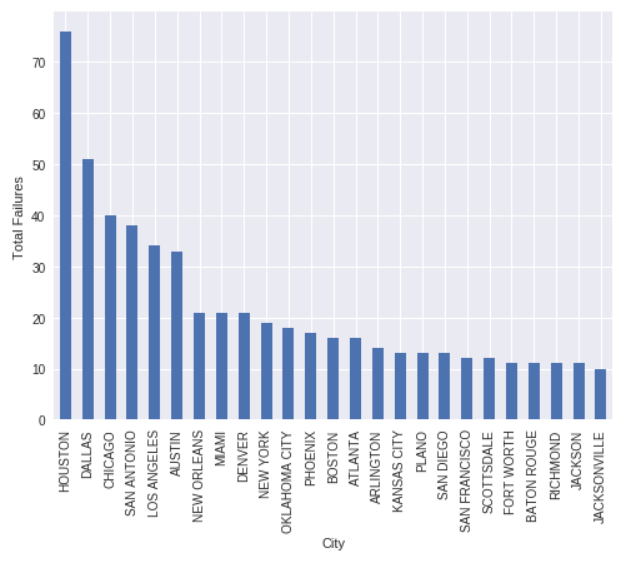 Total Failures
70
60
50
40
30
20
10
0
HOUSTON
DALLAS
CHICAGO
SAN ANTONIO
LOS ANGELES
AUSTIN
NEW ORLEANS
MIAMI
DENVER
NEW YORK
OKLAHOMA CITY
PHOENIX
BOSTON
ATLANTA
ARLINGTON
KANSAS CITY
PLANO
SAN DIEGO
SAN FRANCISCO
SCOTTSDALE
FORT WORTH
BATON ROUGE
RICHMOND
JACKSON
JACKSONVILLE
City